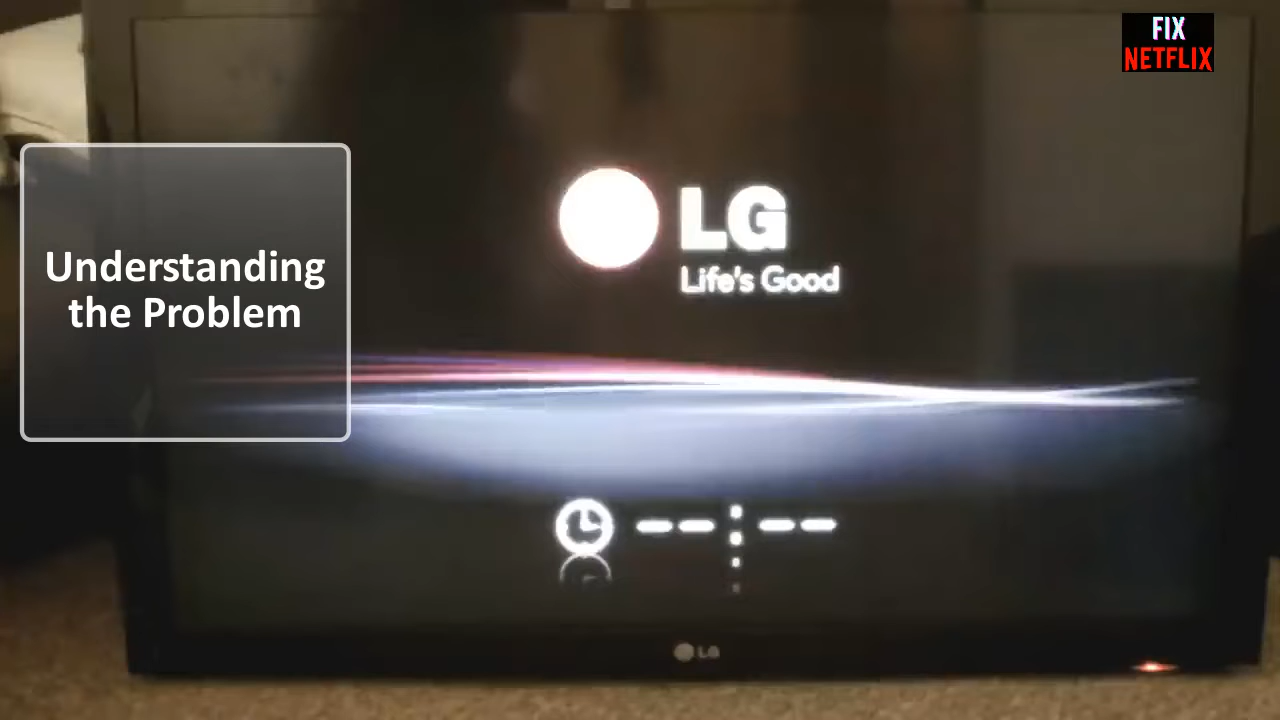 FIX
NETFLIX
LG
Life's Good
Understanding
the Problem
-- : --
LG